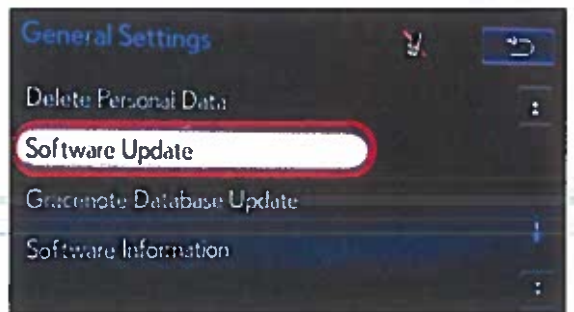 General Settings
Delete Personal Data
Software Update
Gracenote Database Update
Software Information